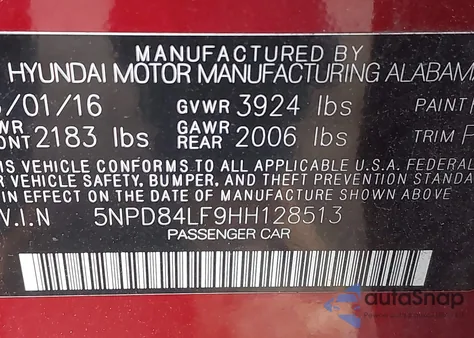 MANUFACTURED BY
HYUNDAI MOTOR MANUFACTURING ALABAM
/01/16 GVWR 3924 lbs PAINT
WR GAWR
ONT 2183 lbs REAR 2006 lbs TRIM F
IS VEHICLE CONFORMS TO ALL APPLICABLE U.S.A. FEDERAL
R VEHICLE SAFETY, BUMPER, AND THEFT PREVENTION STANDA
IN EFFECT ON THE DATE OF MANUFACTURE SHOWN ABOVE
V.I.N 5NPD84LF9HH128513
PASSENGER CAR
autoSnap